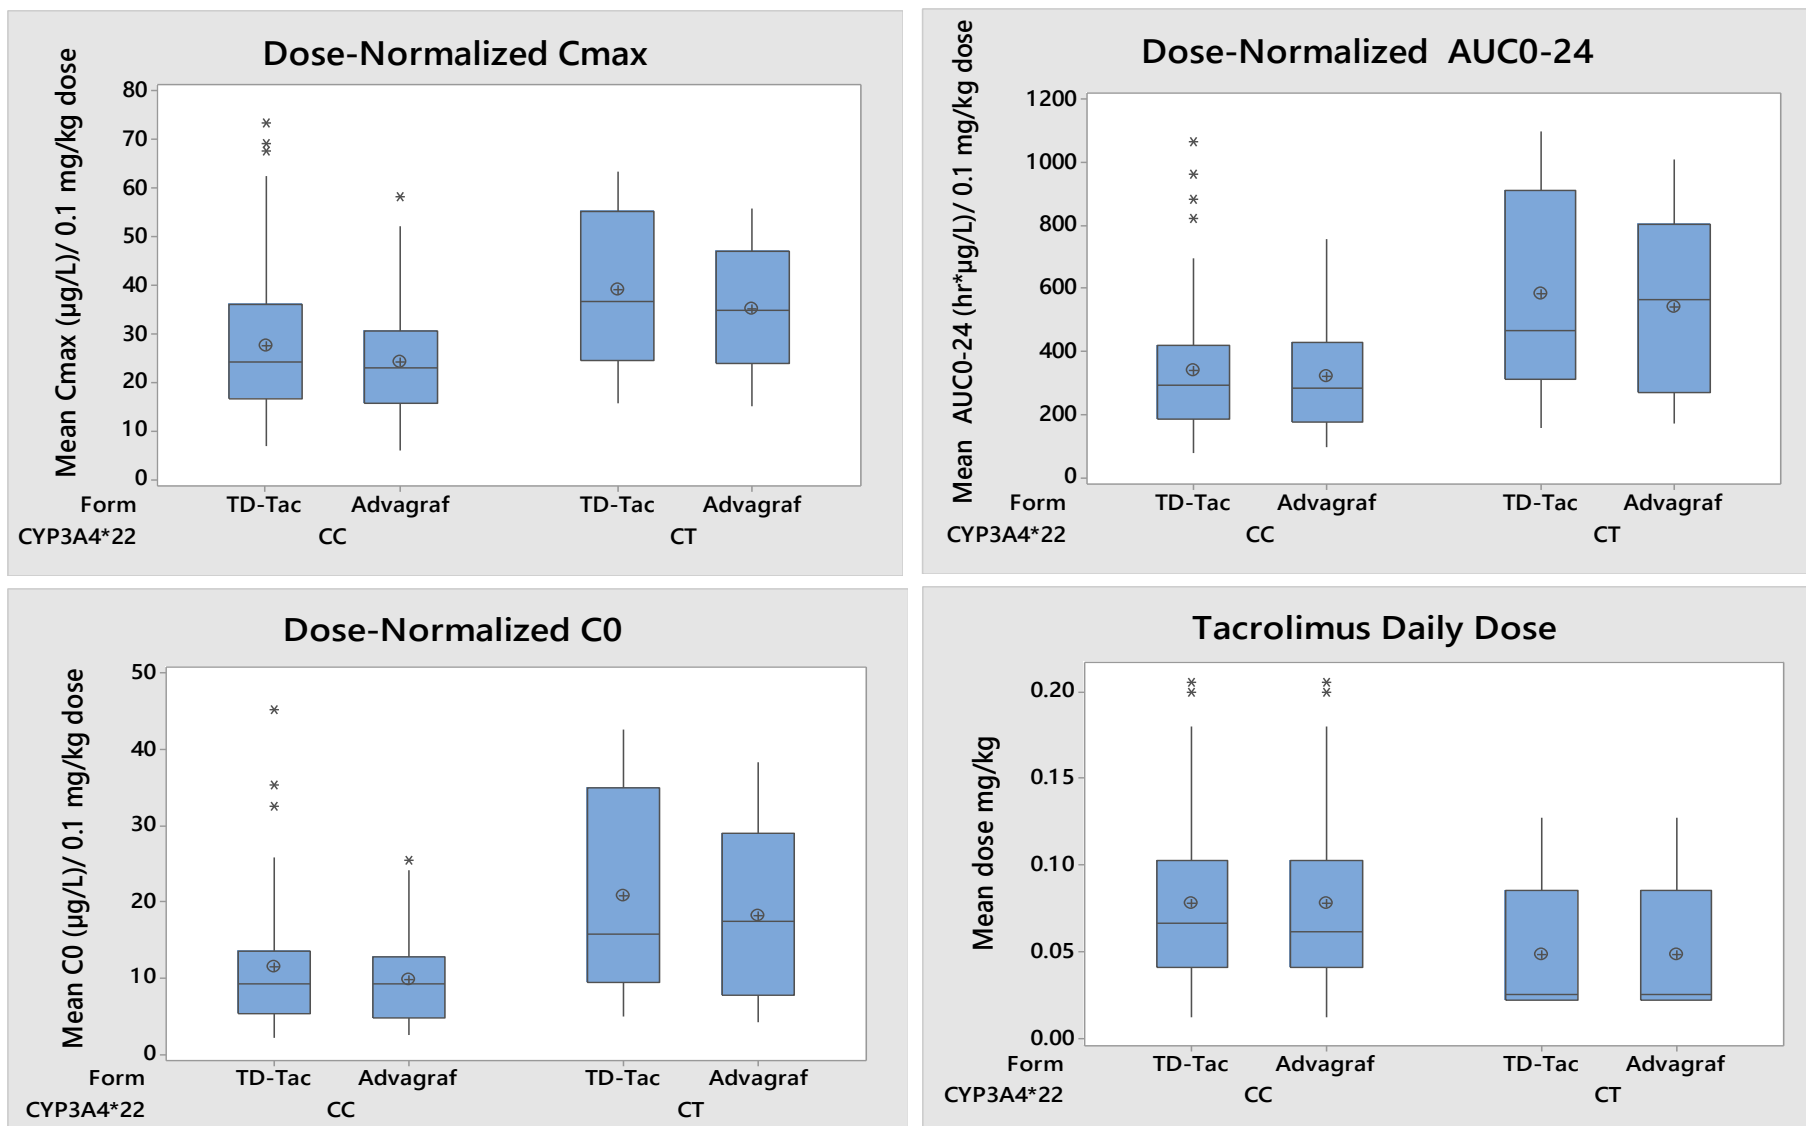 Dose-Normalized Cmax
Mean Cmax (µg/L)/ 0.1 mg/kg dose
80
70
60
50
40
30
20
10
0
Form TD-Tac Advagraf TD-Tac Advagraf
CYP3A4*22 CC CT
Dose-Normalized AUC0-24
Mean AUC0-24 (hr*µg/L)/ 0.1 mg/kg dose
1200
1000
800
600
400
200
0
Form TD-Tac Advagraf TD-Tac Advagraf
CYP3A4*22 CC CT
Dose-Normalized C0
Mean C0 (µg/L)/ 0.1 mg/kg dose
50
40
30
20
10
0
Form TD-Tac Advagraf TD-Tac Advagraf
CYP3A4*22 CC CT
Tacrolimus Daily Dose
Mean dose mg/kg
0.20
0.15
0.10
0.05
0.00
Form TD-Tac Advagraf TD-Tac Advagraf
CYP3A4*22 CC CT